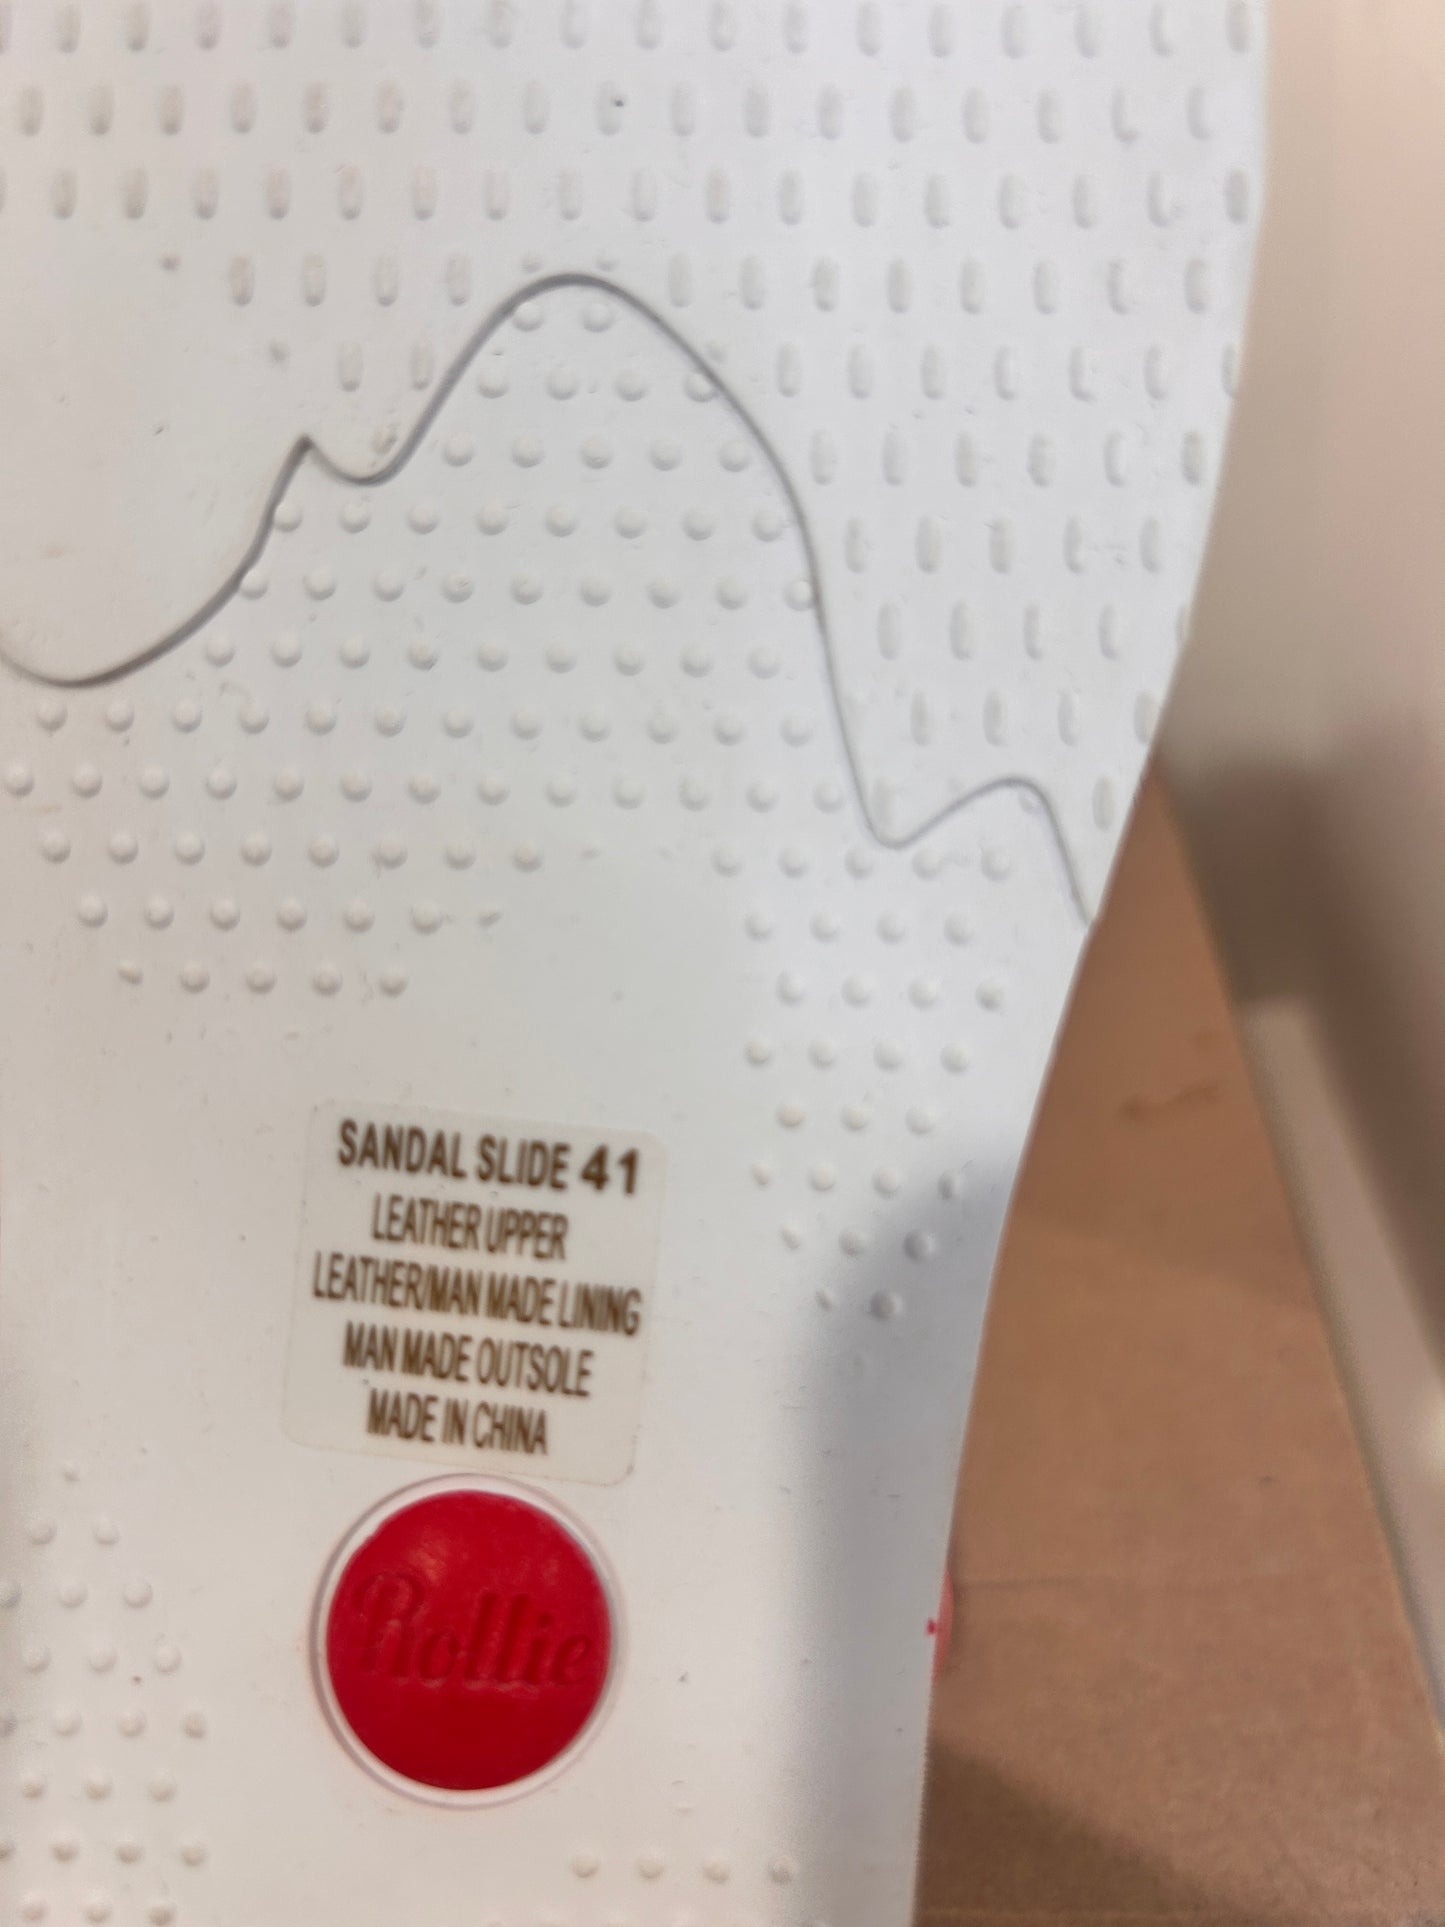 SANDAL SLIDE 41
LEATHER UPPER
LEATHER/MAN MADE LINING
MAN MADE OUTSOLE
MADE IN CHINA
Rollie